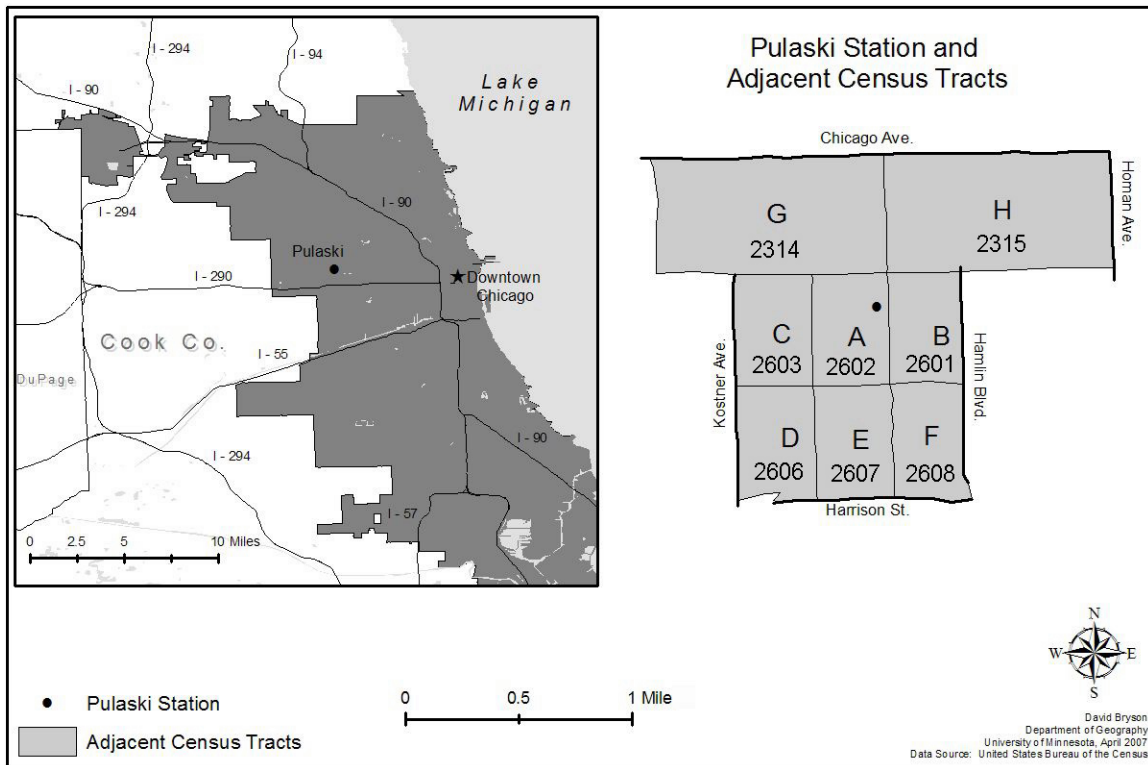 I - 294
I - 94
I - 90
Lake
Michigan
I - 294
I - 90
Pulaski
I - 290
Downtown
Chicago
Cook Co.
I - 55
DuPage
I - 90
I - 294
I - 57
0 2.5 5 10 Miles
Pulaski Station and
Adjacent Census Tracts
Chicago Ave.
Homan Ave.
G
2314
H
2315
Kostner Ave.
C
2603
A
2602
B
2601
Hamlin Blvd.
D
2606
E
2607
F
2608
Harrison St.
N
W E
S
Pulaski Station
Adjacent Census Tracts
0 0.5 1 Mile
David Bryson
Department of Geography
University of Minnesota, April 2007
Data Source: United States Bureau of the Census